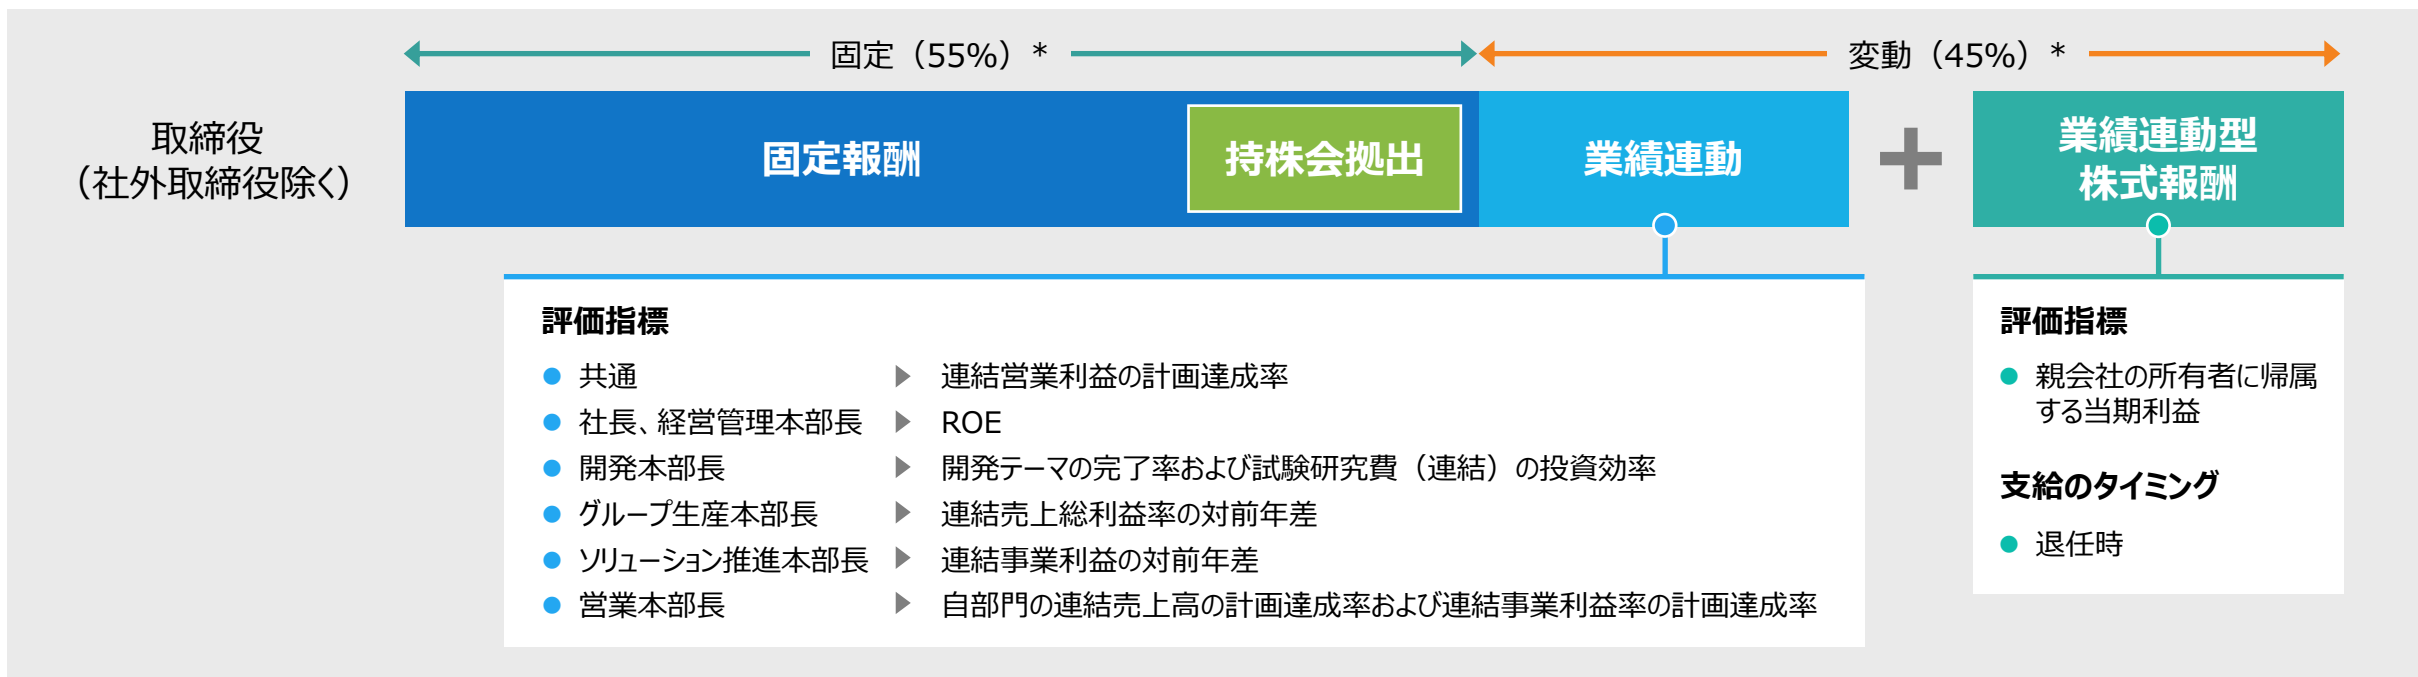 固定（55%）*
変動（45%）*
取締役
（社外取締役除く）
固定報酬
持株会拠出
業績連動
+
業績連動型
株式報酬
評価指標
● 共通 ▶ 連結営業利益の計画達成率
● 社長、経営管理本部長 ▶ ROE
● 開発本部長 ▶ 開発テーマの完了率および試験研究費（連結）の投資効率
● グループ生産本部長 ▶ 連結売上総利益率の対前年差
● ソリューション推進本部長 ▶ 連結事業利益の対前年差
● 営業本部長 ▶ 自部門の連結売上高の計画達成率および連結事業利益率の計画達成率
評価指標
● 親会社の所有者に帰属
する当期利益
支給のタイミング
● 退任時